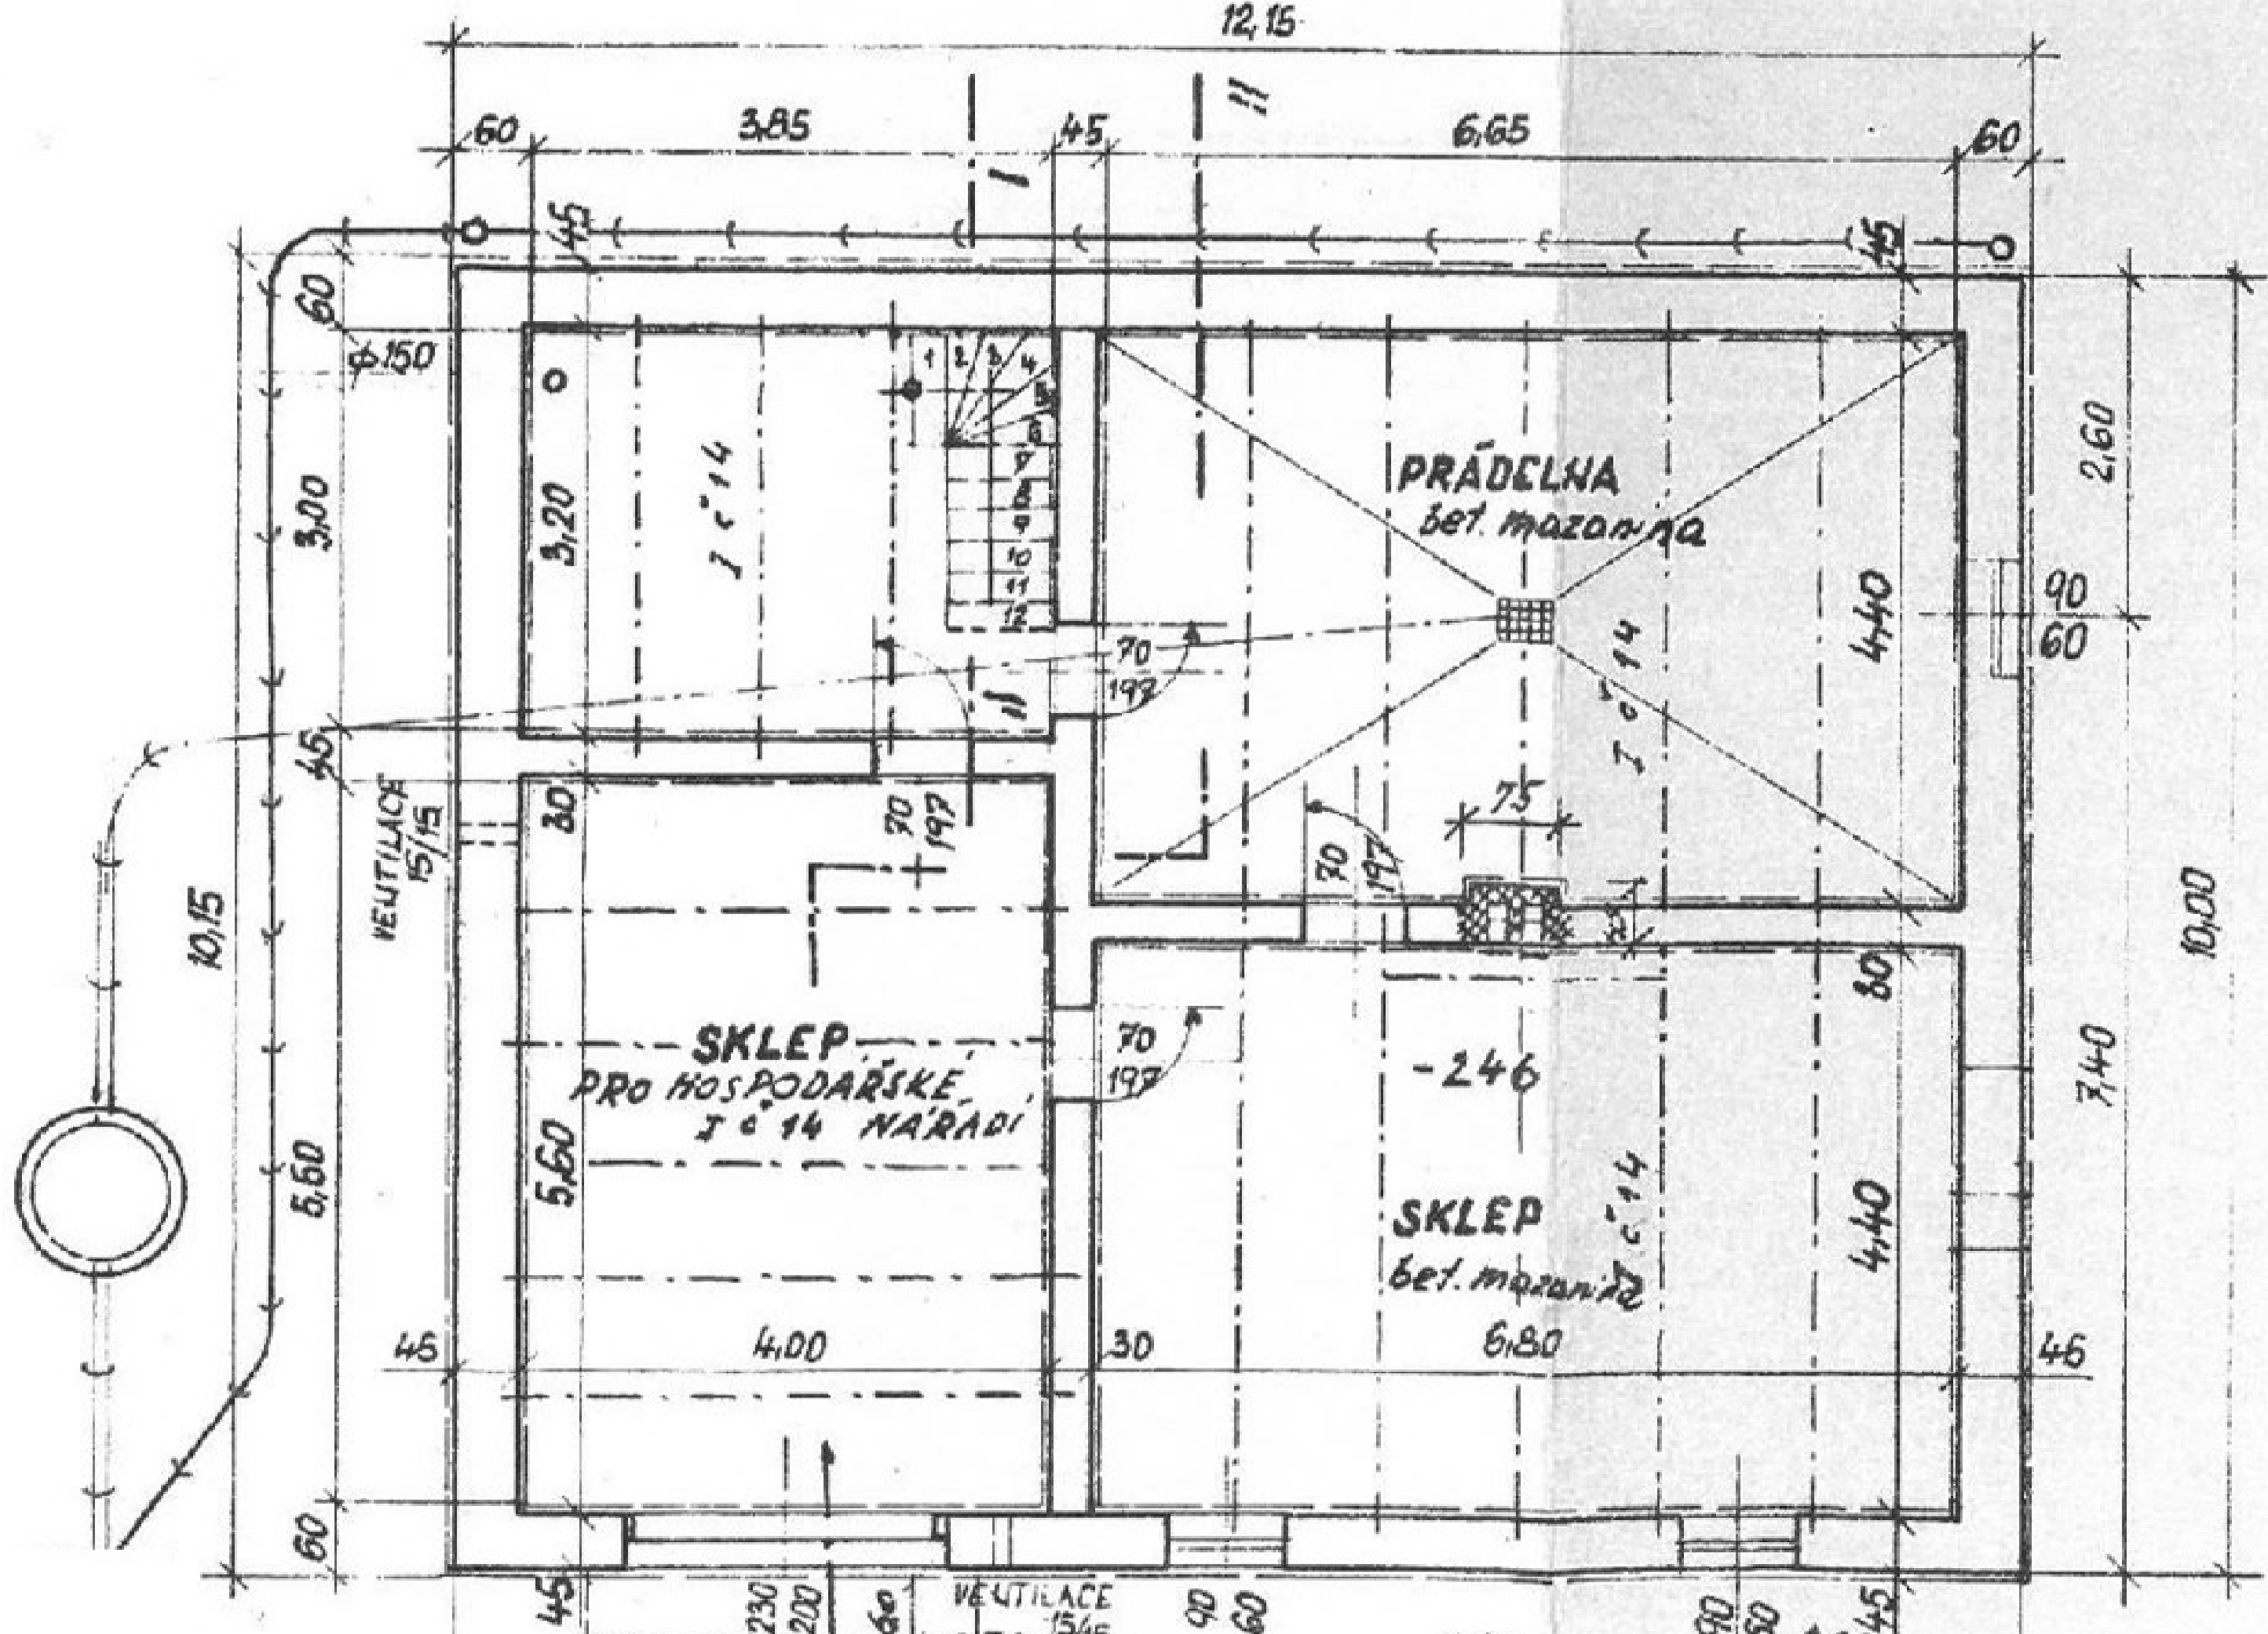 12,15
60 3,85 45 6,65 60
I II
45 45
60
φ150
1 2 3 4
5
6
7
8
9
10
11
12
3,00
3,20
I č 14
PRÁDELNA
bet. mazanina
2,60
4,40
90
60
70
197
II
I č 14
45
VENTILACE
15/15
30
70
197
75
70
197
10,15
10,00
30
SKLEP
PRO HOSPODÁŘSKÉ
I č 14 NÁŘADÍ
70
197
-246
7,40
5,60
5,60
SKLEP
bet. mazanina
I č 14
4,40
45 4,00 30 6,80 45
60
45
230
200
60
VENTILACE
90
60
90
60
45